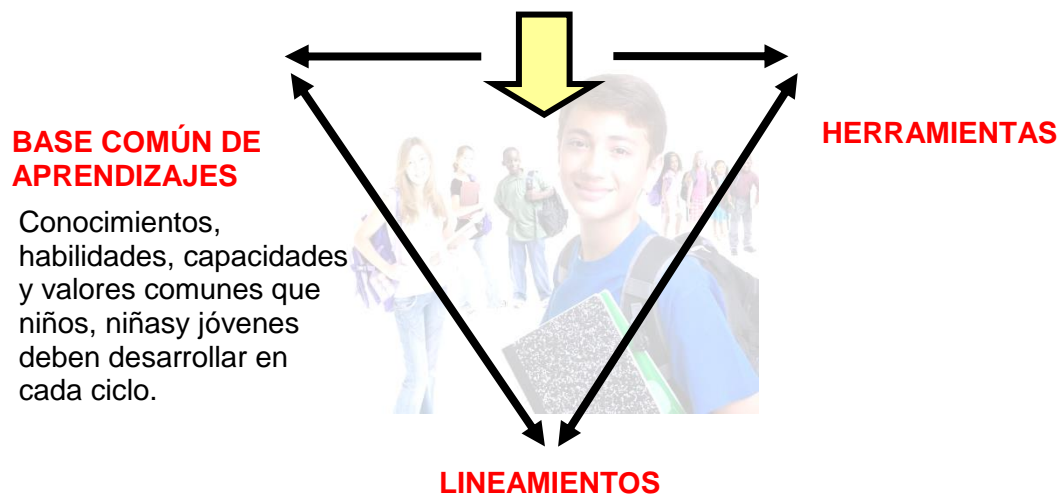 BASE COMÚN DE
APRENDIZAJES
Conocimientos,
habilidades, capacidades
y valores comunes que
niños, niñasy jóvenes
deben desarrollar en
cada ciclo.
HERRAMIENTAS
LINEAMIENTOS